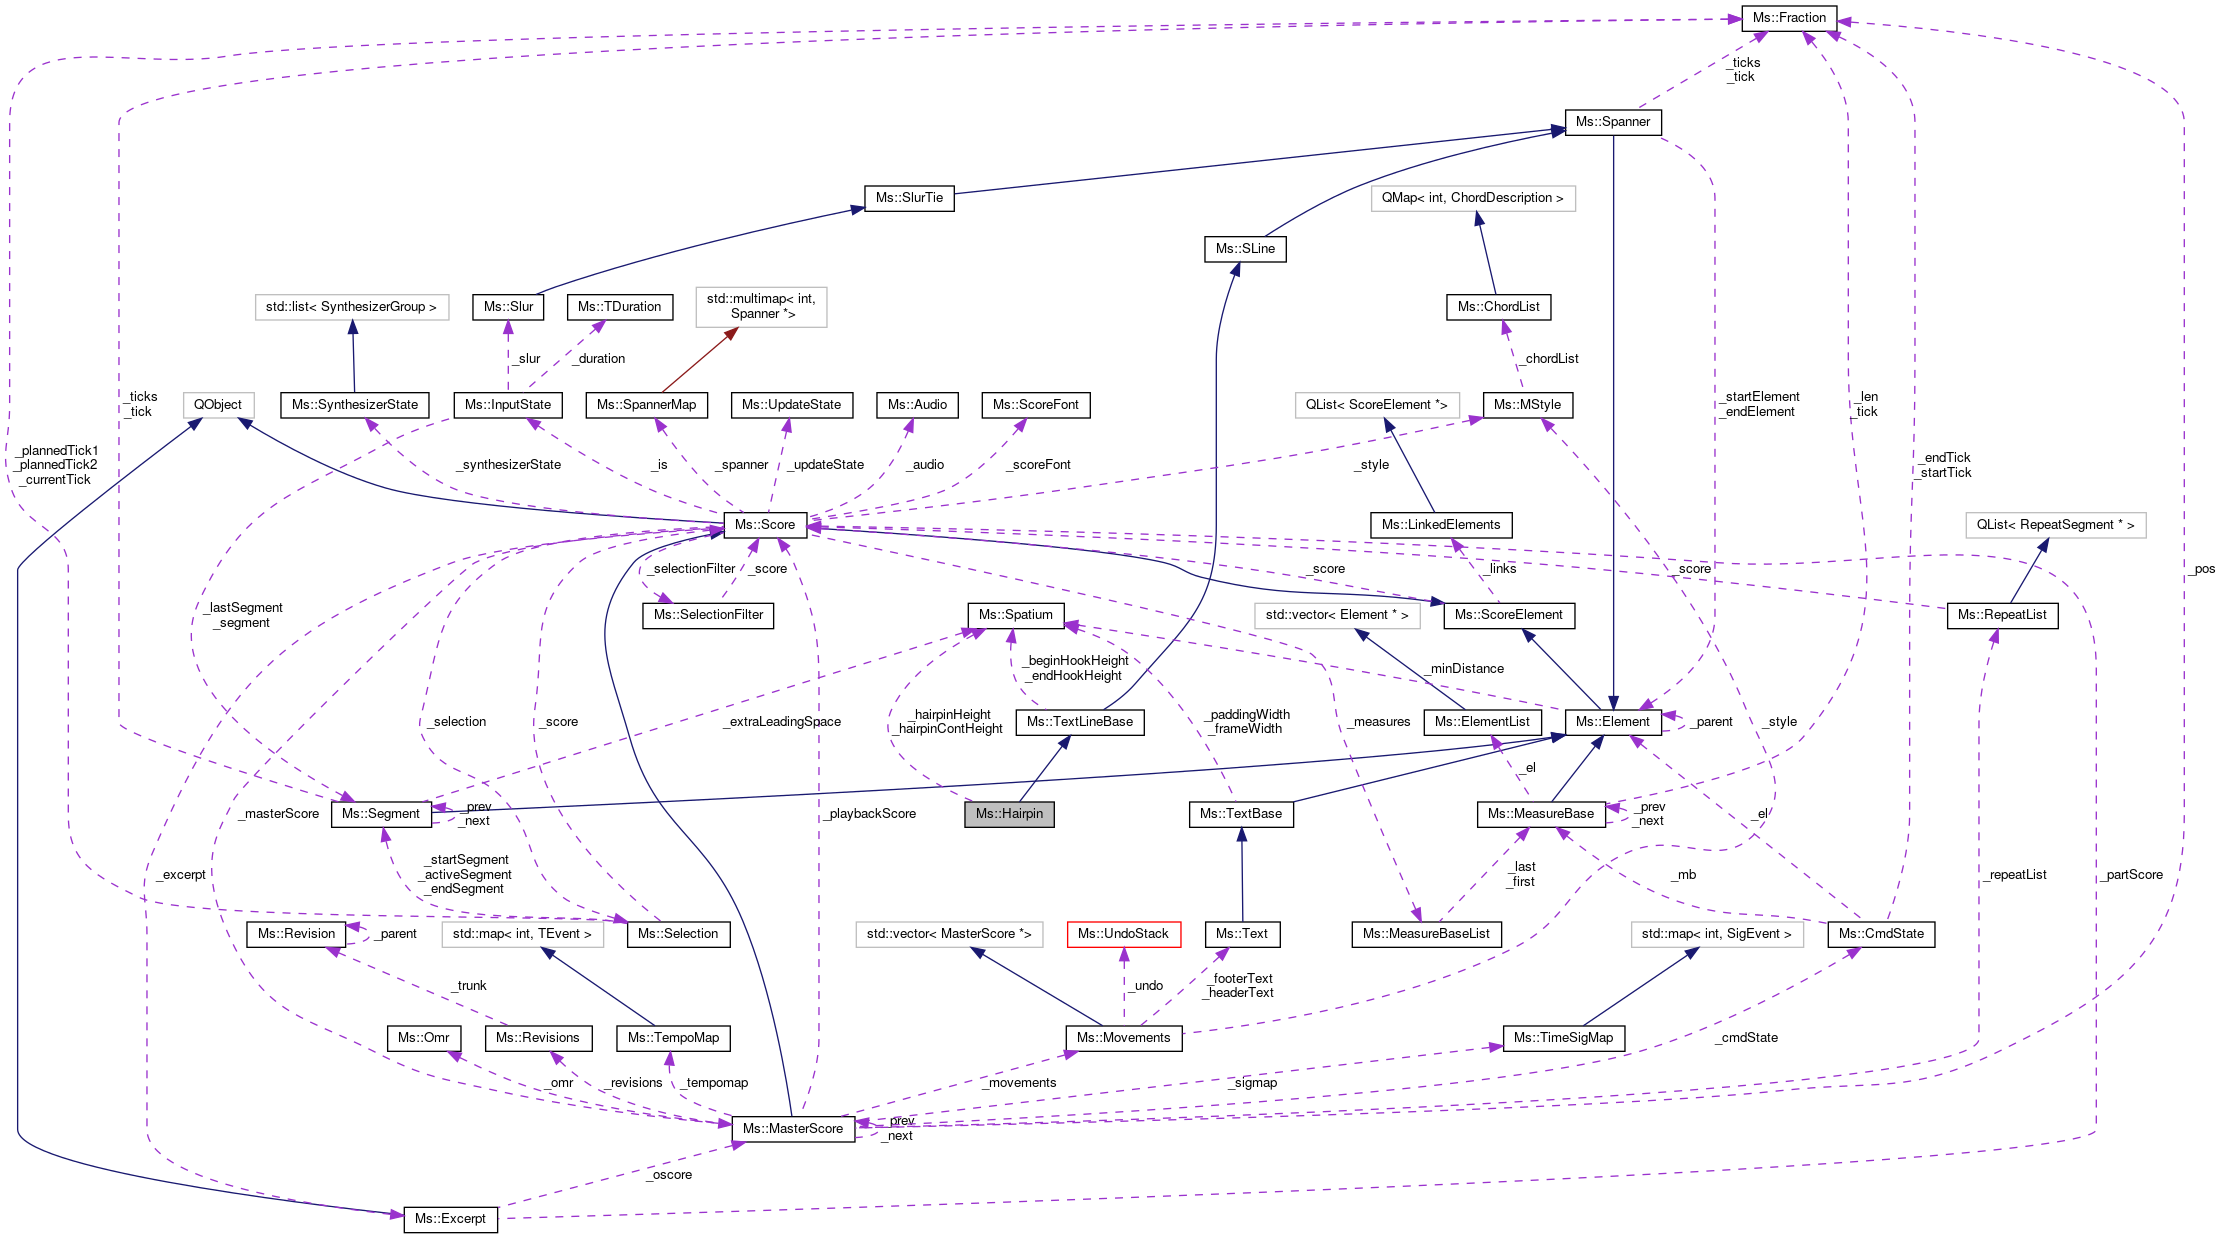 Ms::Fraction
_ticks
_tick
Ms::Spanner
Ms::SlurTie
QMap< int, ChordDescription >
Ms::SLine
std::list< SynthesizerGroup >
Ms::Slur
Ms::TDuration
std::multimap< int,
Spanner *>
Ms::ChordList
_slur
_duration
_chordList
QObject
Ms::SynthesizerState
Ms::InputState
Ms::SpannerMap
Ms::UpdateState
Ms::Audio
Ms::ScoreFont
QList< ScoreElement *>
Ms::MStyle
_ticks
_tick
_startElement
_endElement
_len
_tick
_plannedTick1
_plannedTick2
_currentTick
_synthesizerState
_is
_spanner
_updateState
_audio
_scoreFont
_style
_endTick
_startTick
Ms::Score
Ms::LinkedElements
QList< RepeatSegment * >
_selectionFilter
_score
_score
_links
_score
_pos
_lastSegment
_segment
Ms::SelectionFilter
Ms::Spatium
std::vector< Element * >
Ms::ScoreElement
Ms::RepeatList
_beginHookHeight
_endHookHeight
_minDistance
_selection
_score
_extraLeadingSpace
_hairpinHeight
_hairpinContHeight
Ms::TextLineBase
_paddingWidth
_frameWidth
_measures
Ms::ElementList
Ms::Element
_parent
_style
_el
_masterScore
Ms::Segment
_prev
_next
_playbackScore
Ms::Hairpin
Ms::TextBase
Ms::MeasureBase
_prev
_next
_el
_excerpt
_startSegment
_activeSegment
_endSegment
_last
_first
_mb
_repeatList
_partScore
Ms::Revision
_parent
std::map< int, TEvent >
Ms::Selection
std::vector< MasterScore *>
Ms::UndoStack
Ms::Text
Ms::MeasureBaseList
std::map< int, SigEvent >
Ms::CmdState
_trunk
_undo
_footerText
_headerText
Ms::Omr
Ms::Revisions
Ms::TempoMap
Ms::Movements
Ms::TimeSigMap
_cmdState
_omr
_revisions
_tempomap
_movements
_sigmap
Ms::MasterScore
_prev
_next
_oscore
Ms::Excerpt